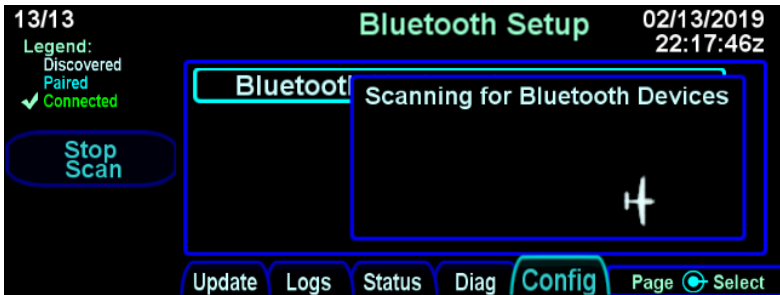 13/13
Bluetooth Setup
02/13/2019
22:17:46z
Legend:
Discovered
Paired
Connected
Bluetoot
Scanning for Bluetooth Devices
Stop
Scan
Update
Logs
Status
Diag
Config
Page
Select